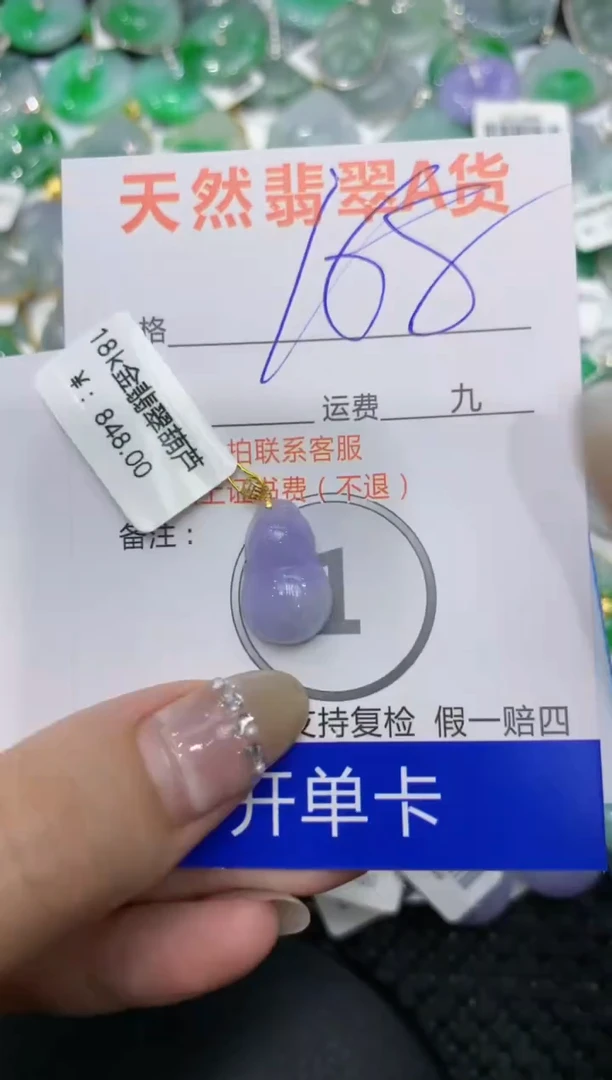 天然翡翠A货
格
168
运费 九
拍联系客服
证书费（不退）
备注：
1
支持复检 假一赔四
开单卡
18k金翡翠葫芦
：848.00